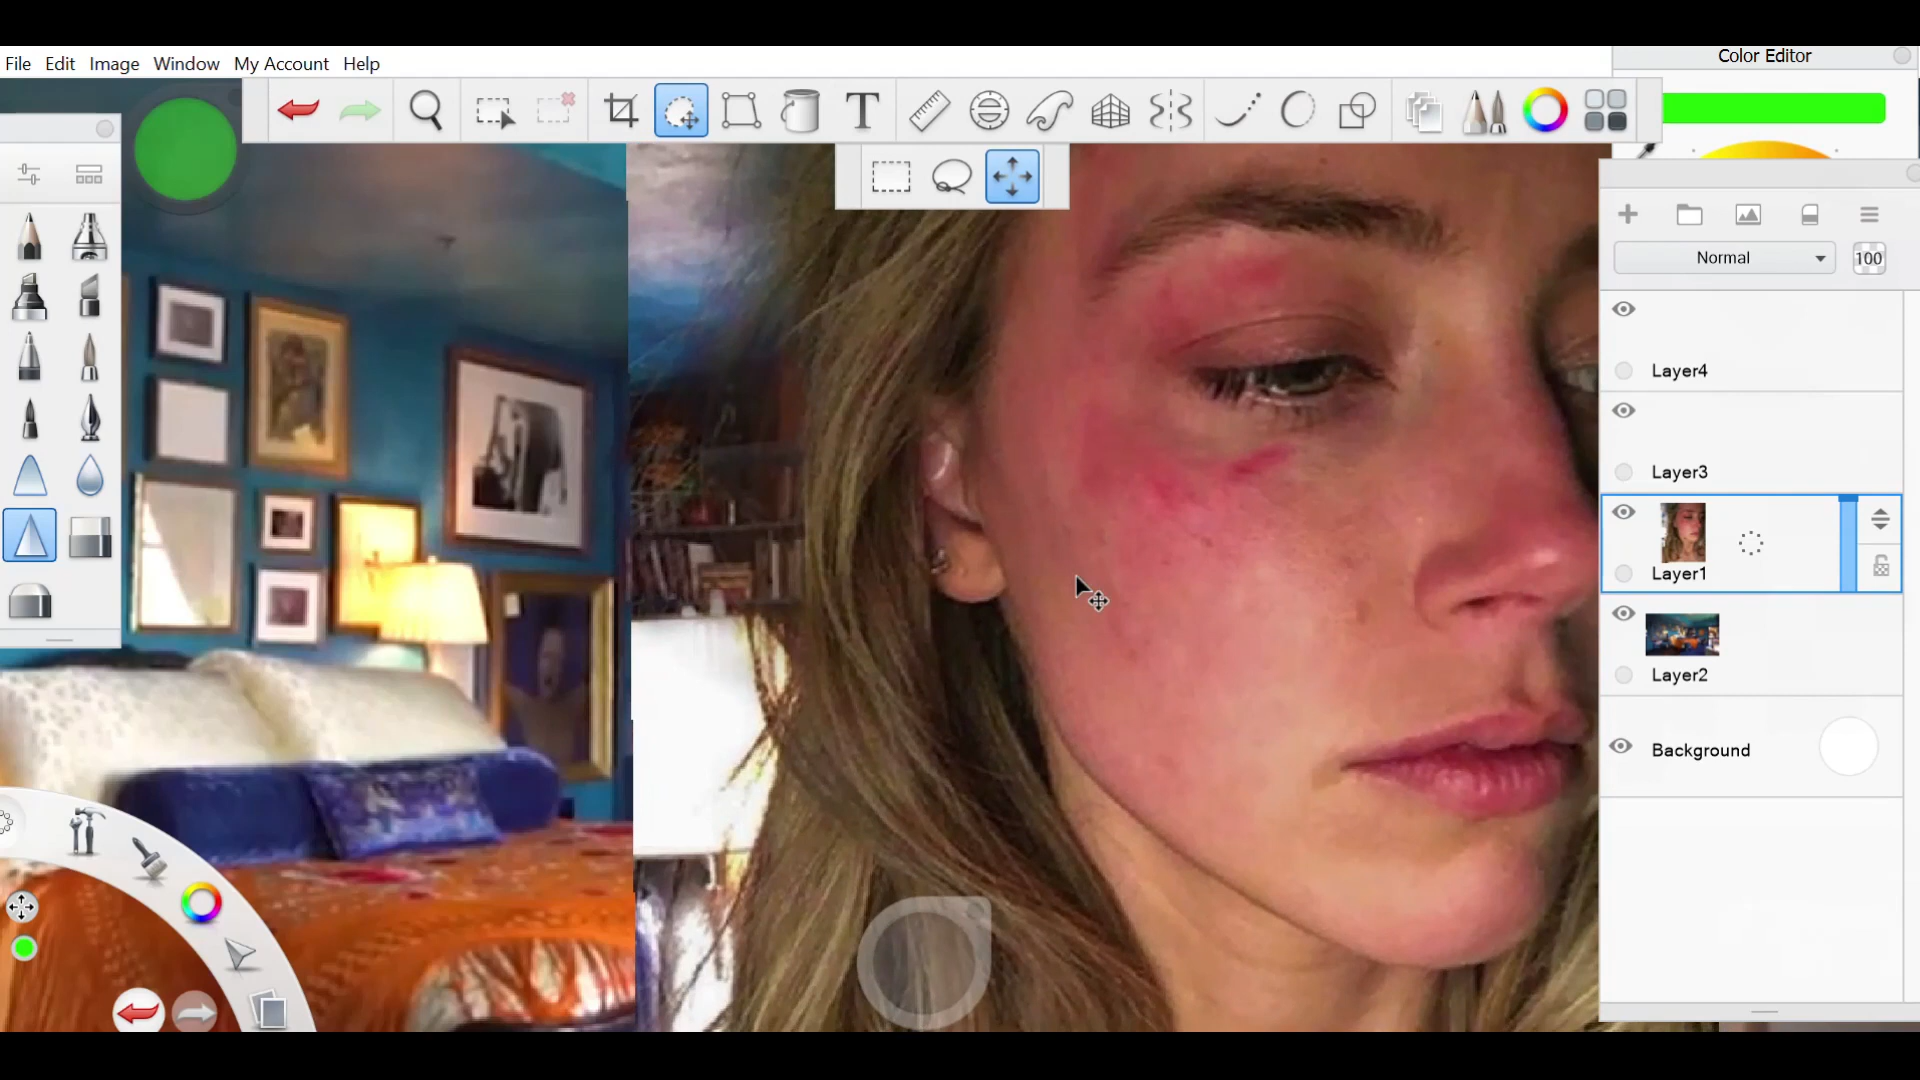 Color Editor
File Edit Image Window My Account Help
T
Normal 100
Layer4
Layer3
Layer1
Layer2
Background